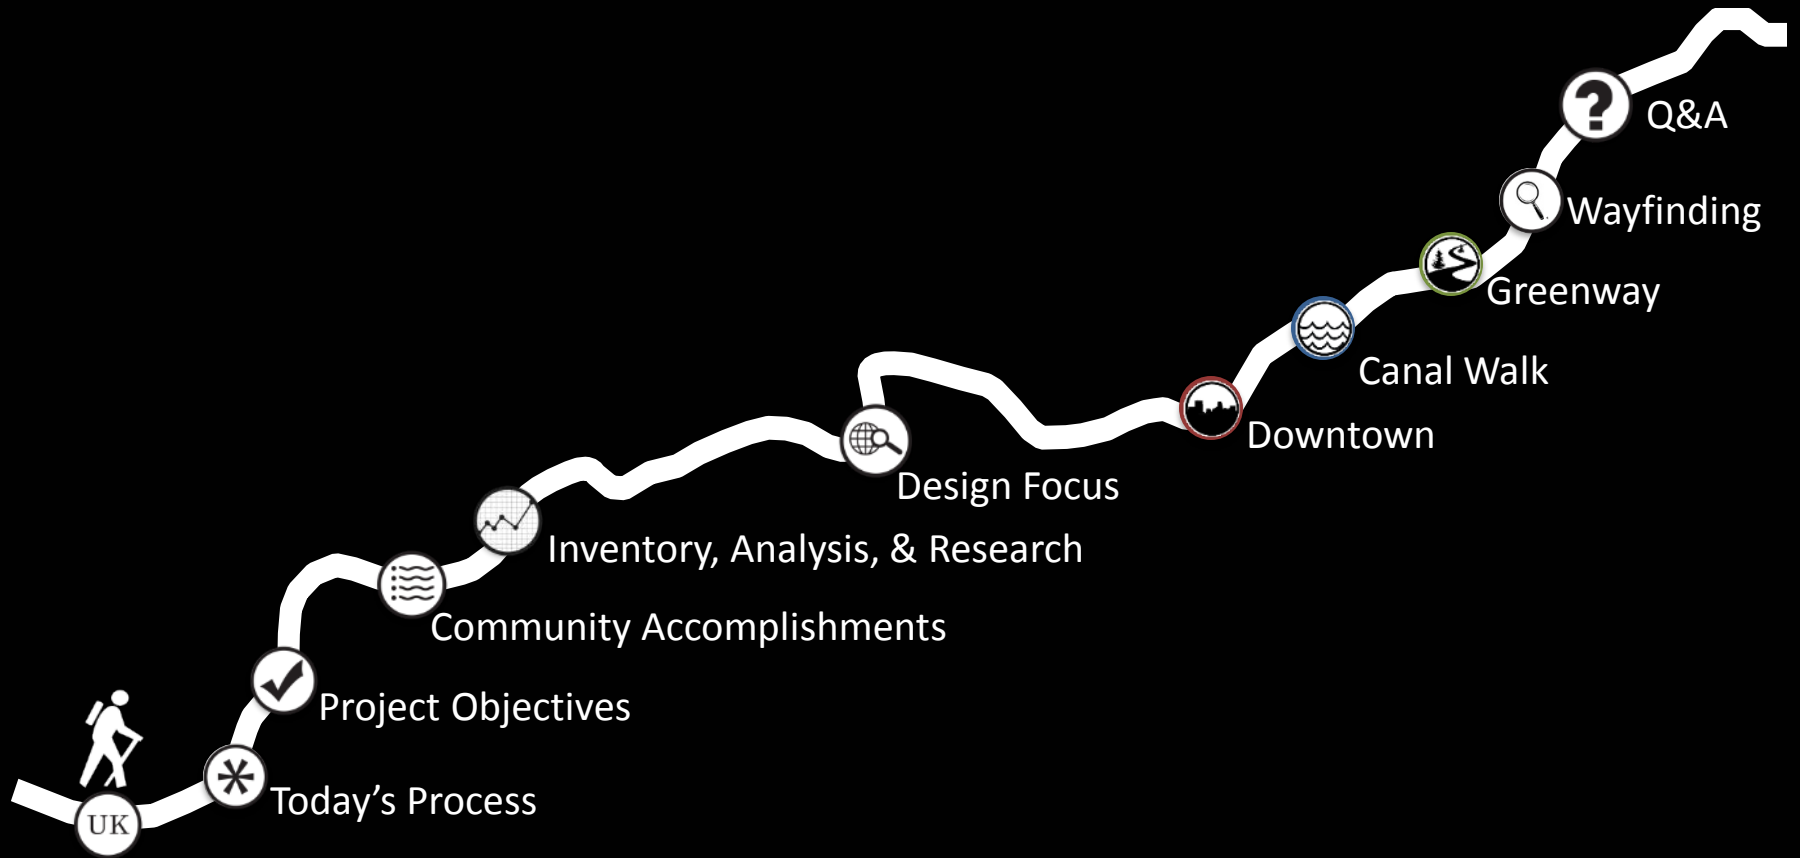 Q&A
Wayfinding
Greenway
Canal Walk
Downtown
Design Focus
Inventory, Analysis, & Research
Community Accomplishments
Project Objectives
Today’s Process
UK